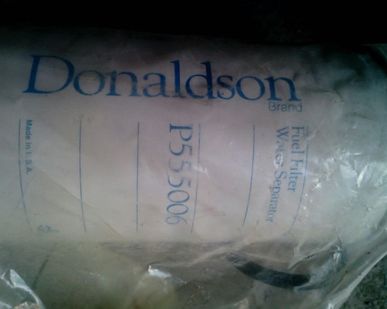 Donaldson
Brand
Fuel Filter
Water Separator
P555006
Made in U.S.A.